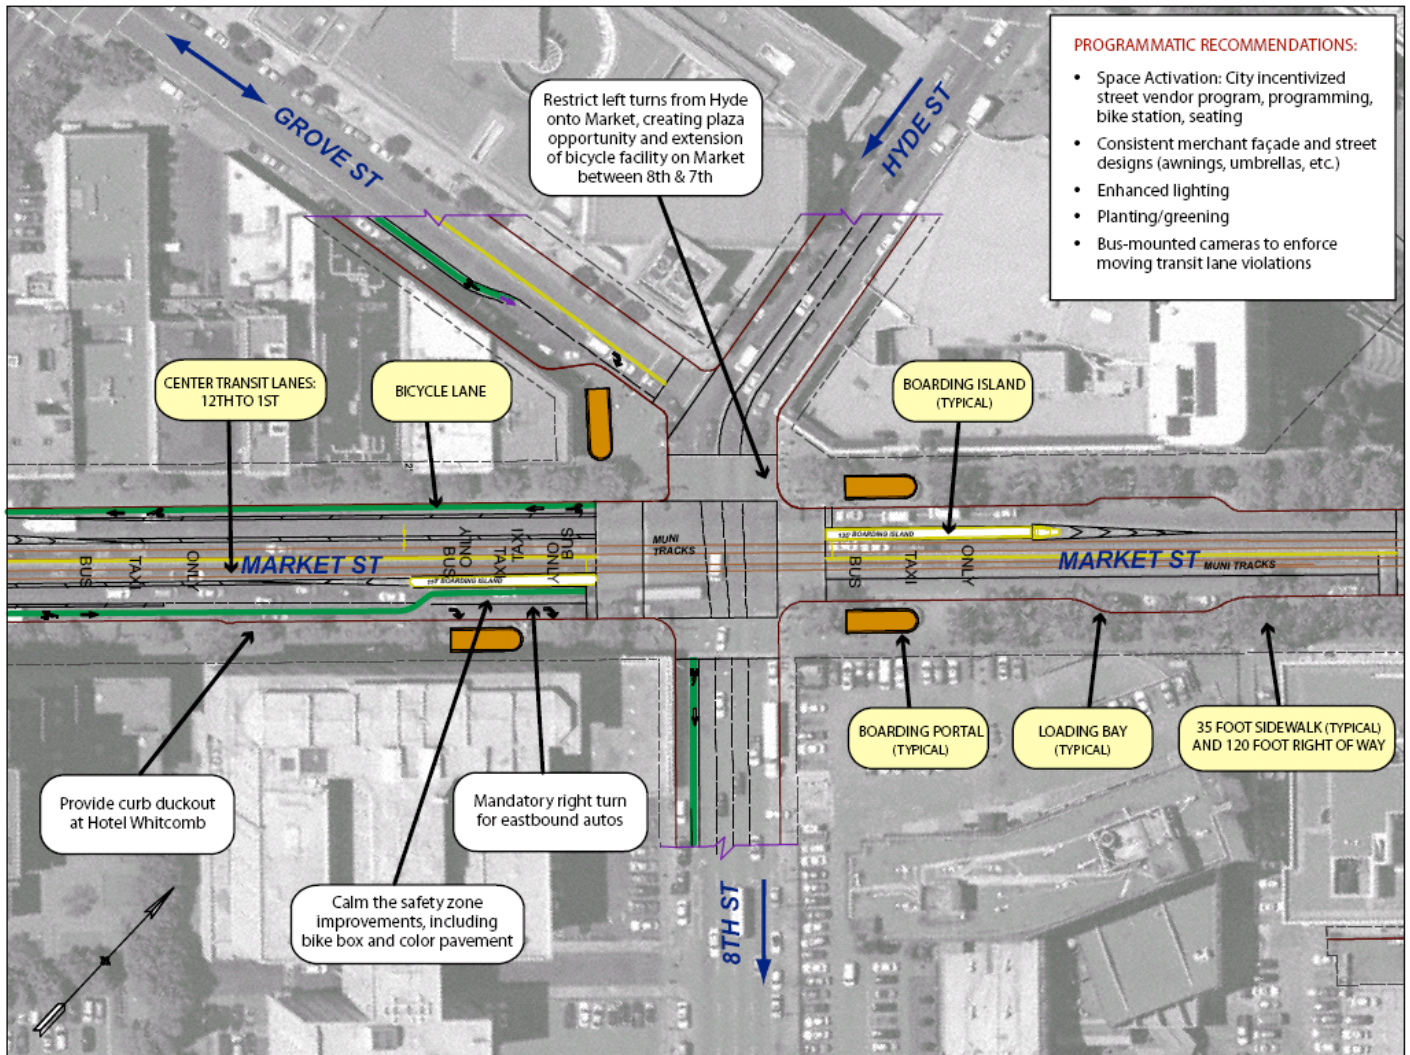 PROGRAMMATIC RECOMMENDATIONS:
• Space Activation: City incentivized
street vendor program, programming,
bike station, seating
• Consistent merchant façade and street
designs (awnings, umbrellas, etc.)
• Enhanced lighting
• Planting/greening
• Bus-mounted cameras to enforce
moving transit lane violations
GROVE ST
Restrict left turns from Hyde
onto Market, creating plaza
opportunity and extension
of bicycle facility on Market
between 8th & 7th
HYDE ST
CENTER TRANSIT LANES:
12TH TO 1ST
BICYCLE LANE
BOARDING ISLAND
(TYPICAL)
2'
BUS
TAXI
ONLY
MARKET ST
BUS
ONLY
TAXI
TAXI
ONLY
BUS
MUNI
TRACKS
BOARDING ISLAND
BUS
TAXI
ONLY
MARKET ST
MUNI TRACKS
BOARDING ISLAND
BOARDING PORTAL
(TYPICAL)
LOADING BAY
(TYPICAL)
35 FOOT SIDEWALK (TYPICAL)
AND 120 FOOT RIGHT OF WAY
Provide curb duckout
at Hotel Whitcomb
Mandatory right turn
for eastbound autos
Calm the safety zone
improvements, including
bike box and color pavement
8TH ST